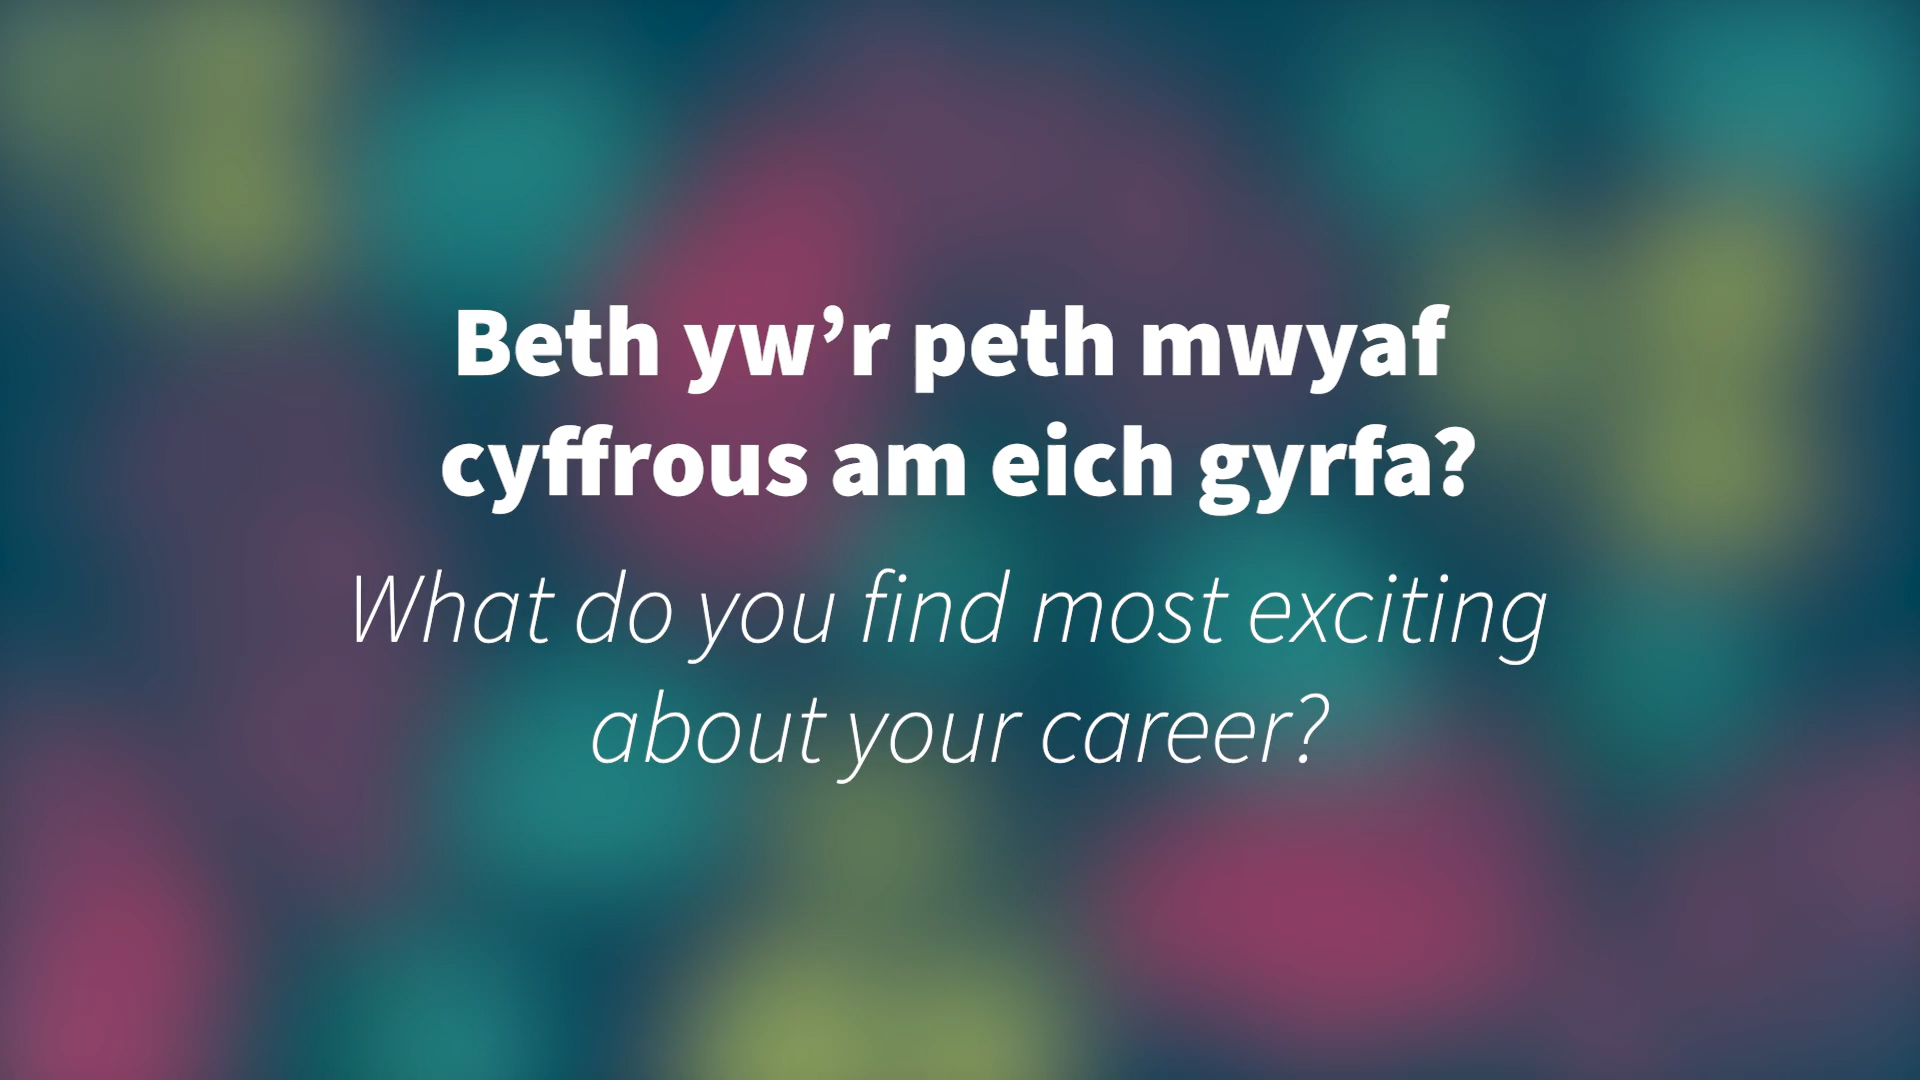 Beth yw’r peth mwyaf
cyffrous am eich gyrfa?
What do you find most exciting
about your career?